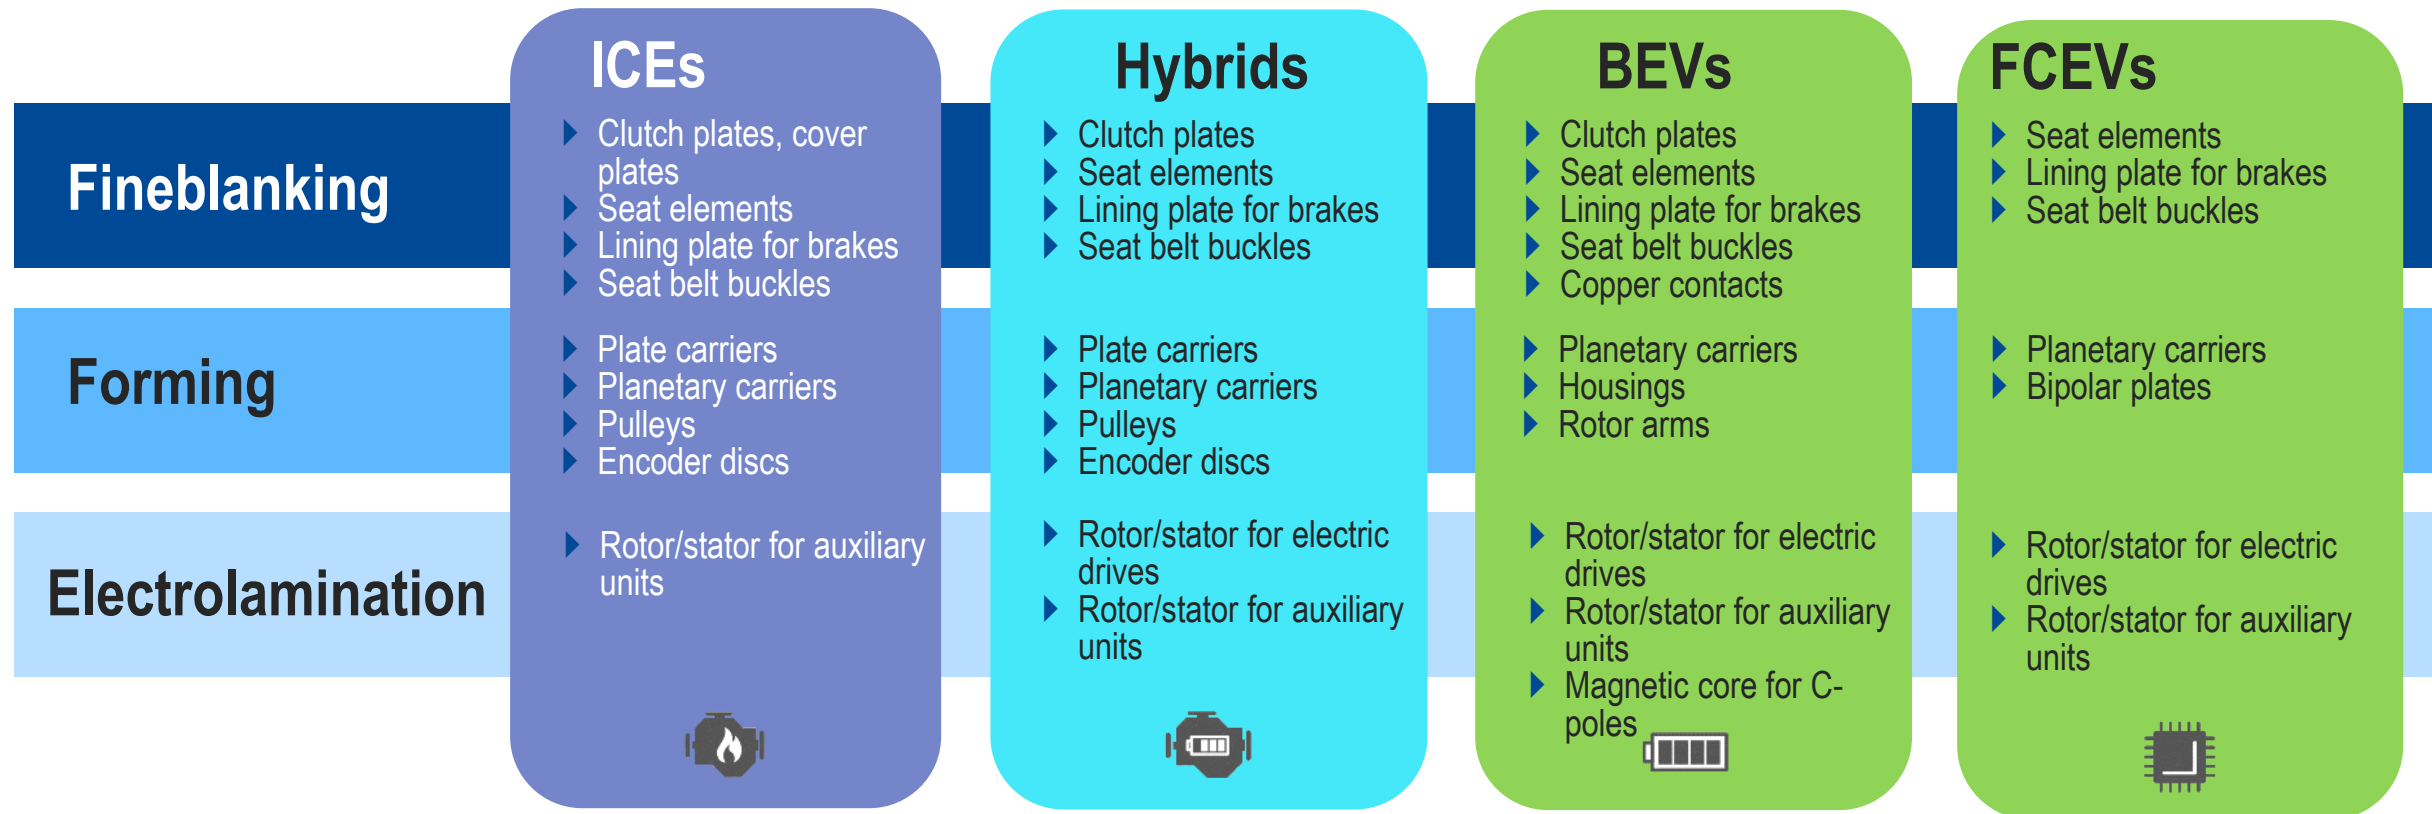 ICEs
Hybrids
BEVs
FCEVs
Fineblanking
Clutch plates, cover
plates
Seat elements
Lining plate for brakes
Seat belt buckles
Clutch plates
Seat elements
Lining plate for brakes
Seat belt buckles
Clutch plates
Seat elements
Lining plate for brakes
Seat belt buckles
Copper contacts
Seat elements
Lining plate for brakes
Seat belt buckles
Forming
Plate carriers
Planetary carriers
Pulleys
Encoder discs
Plate carriers
Planetary carriers
Pulleys
Encoder discs
Planetary carriers
Housings
Rotor arms
Planetary carriers
Bipolar plates
Electrolamination
Rotor/stator for auxiliary
units
Rotor/stator for electric
drives
Rotor/stator for auxiliary
units
Rotor/stator for electric
drives
Rotor/stator for auxiliary
units
Magnetic core for C-
poles
Rotor/stator for electric
drives
Rotor/stator for auxiliary
units